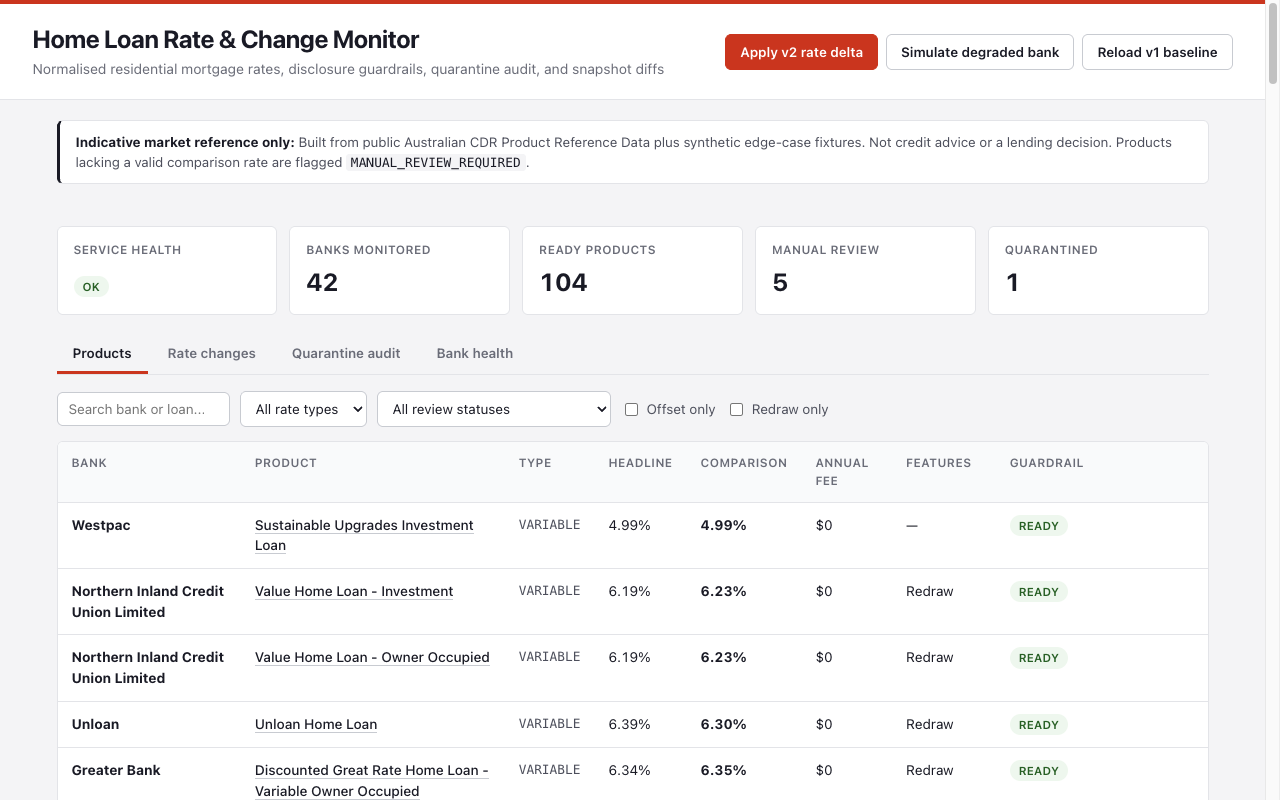 Home Loan Rate & Change Monitor
Normalised residential mortgage rates, disclosure guardrails, quarantine audit, and snapshot diffs
Apply v2 rate delta
Simulate degraded bank
Reload v1 baseline
Indicative market reference only: Built from public Australian CDR Product Reference Data plus synthetic edge-case fixtures. Not credit advice or a lending decision. Products
lacking a valid comparison rate are flagged MANUAL_REVIEW_REQUIRED.
SERVICE HEALTH
OK
BANKS MONITORED
42
READY PRODUCTS
104
MANUAL REVIEW
5
QUARANTINED
1
Products Rate changes Quarantine audit Bank health
Search bank or loan... All rate types All review statuses Offset only Redraw only
BANK PRODUCT TYPE HEADLINE COMPARISON ANNUAL FEE FEATURES GUARDRAIL
Westpac Sustainable Upgrades Investment Loan VARIABLE 4.99% 4.99% $0 — READY
Northern Inland Credit Union Limited Value Home Loan - Investment VARIABLE 6.19% 6.23% $0 Redraw READY
Northern Inland Credit Union Limited Value Home Loan - Owner Occupied VARIABLE 6.19% 6.23% $0 Redraw READY
Unloan Unloan Home Loan VARIABLE 6.39% 6.30% $0 Redraw READY
Greater Bank Discounted Great Rate Home Loan - Variable Owner Occupied VARIABLE 6.34% 6.35% $0 Redraw READY